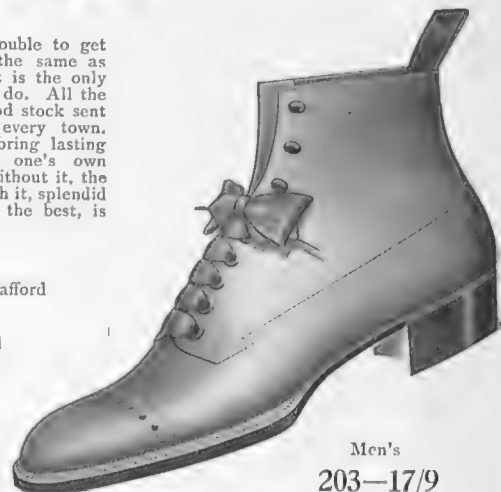 ouble to get
the same as
is the only
do. All the
od stock sent
every town.
bring lasting
one's own
ithout it, the
h it, splendid
the best, is
afford
Men's
203—17/9